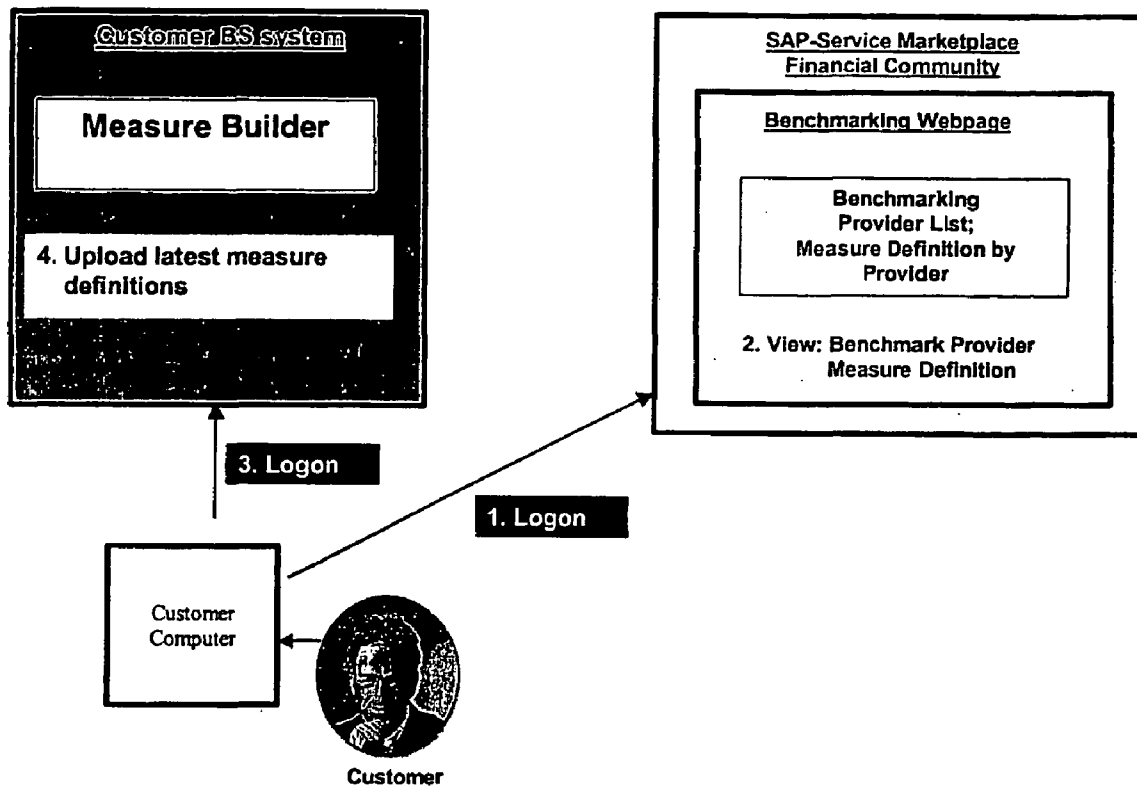 Customer BS system
Measure Builder
4. Upload latest measure
definitions
SAP-Service Marketplace
Financial Community
Benchmarking Webpage
Benchmarking
Provider List;
Measure Definition by
Provider
2. View: Benchmark Provider
Measure Definition
3. Logon
1. Logon
Customer
Computer
Customer